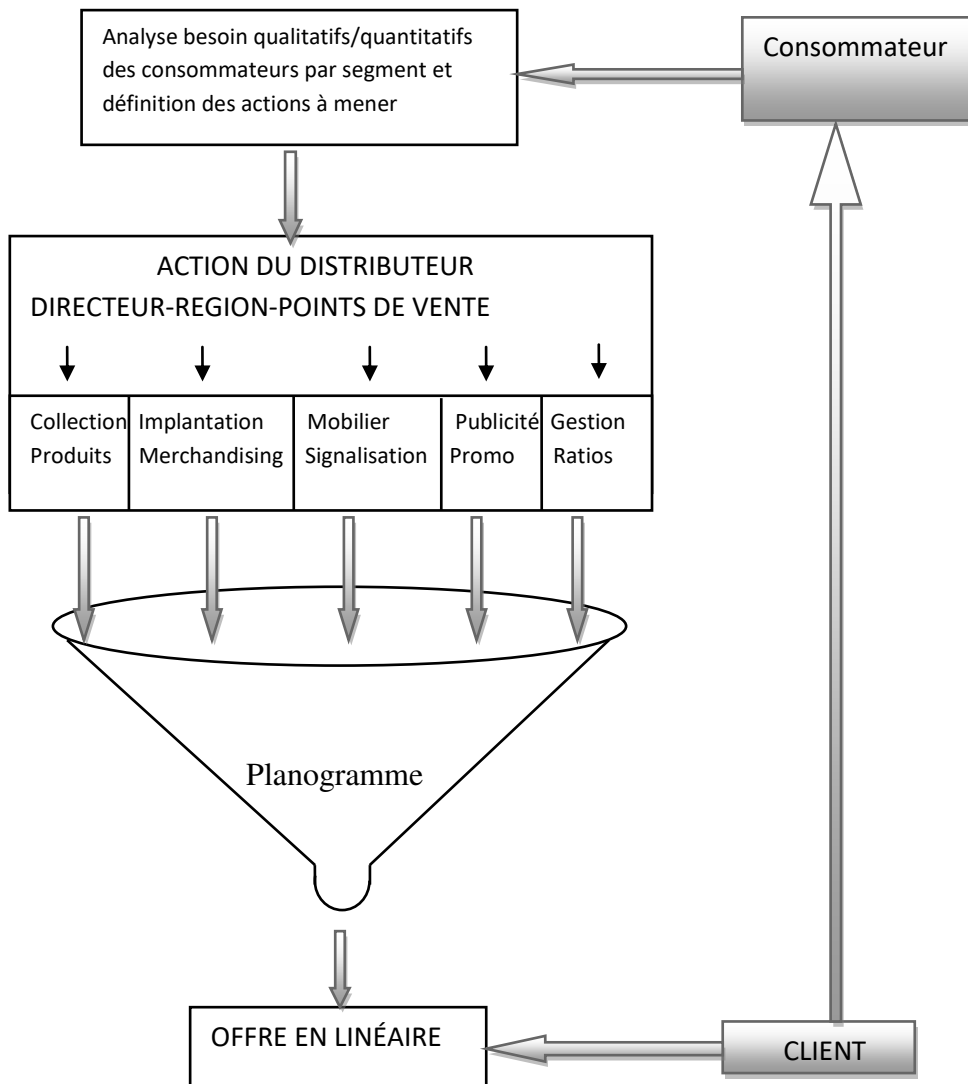 Analyse besoin qualitatifs/quantitatifs
des consommateurs par segment et
définition des actions à mener
Consommateur
ACTION DU DISTRIBUTEUR
DIRECTEUR-REGION-POINTS DE VENTE
Collection
Produits
Implantation
Merchandising
Mobilier
Signalisation
Publicité
Promo
Gestion
Ratios
Planogramme
OFFRE EN LINÉAIRE
CLIENT